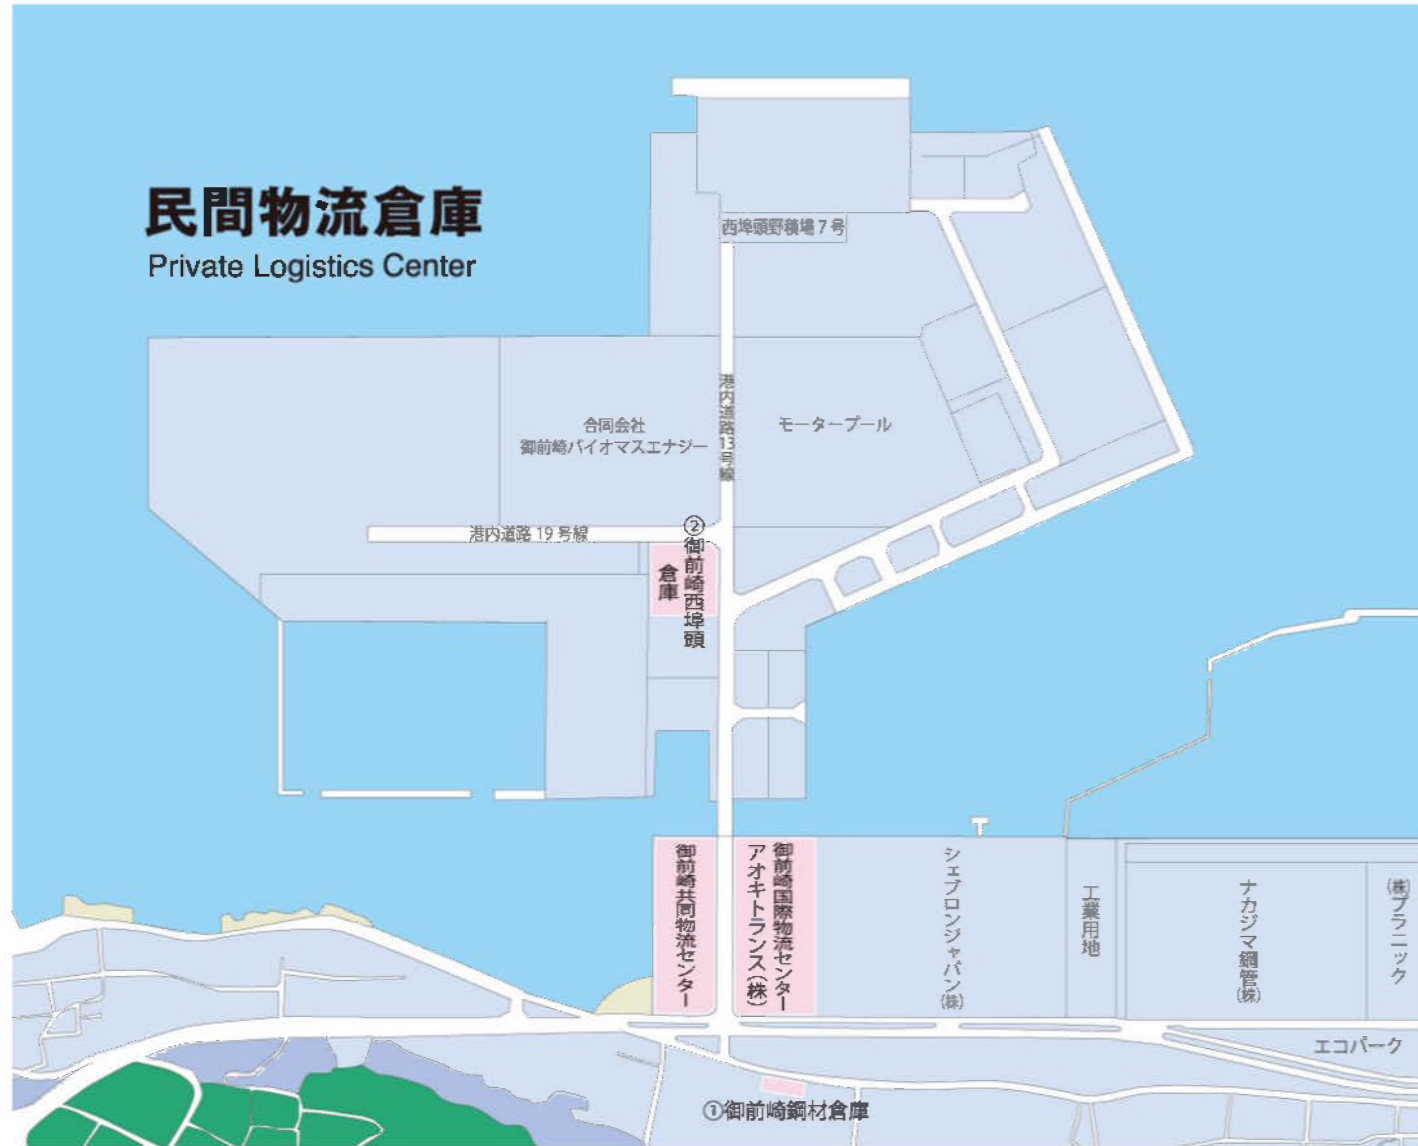 民間物流倉庫
Private Logistics Center
西埠頭野積場7号
港内道路13号線
合同会社
御前崎バイオマスエナジー
モータープール
港内道路19号線
②御前崎西埠頭
倉庫
御前崎共同物流センター
御前崎国際物流センター
アオキトランス(株)
シェブロンジャパン(株)
工業用地
ナカジマ鋼管(株)
(株)プラニック
エコパーク
①御前崎鋼材倉庫